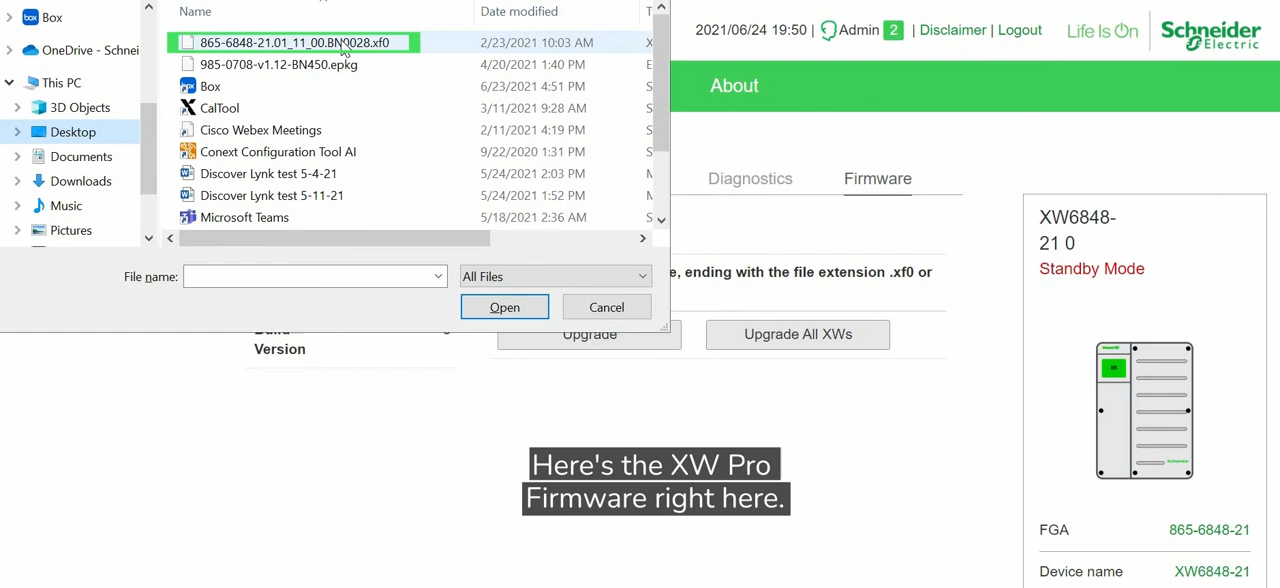 Box
OneDrive - Schnei
This PC
3D Objects
Desktop
Documents
Downloads
Music
Pictures
Name
Date modified
T
865-6848-21.01_11_00.BN0028.xf0
2/23/2021 10:03 AM
X
985-0708-v1.12-BN450.epkg
4/20/2021 1:40 PM
E
Box
6/23/2021 4:51 PM
S
CalTool
3/11/2021 9:28 AM
S
Cisco Webex Meetings
2/11/2021 4:19 PM
S
Conext Configuration Tool AI
9/22/2020 1:31 PM
S
Discover Lynk test 5-4-21
5/24/2021 2:03 PM
M
Discover Lynk test 5-11-21
5/24/2021 1:52 PM
M
Microsoft Teams
5/18/2021 2:36 AM
S
File name:
All Files
Open
Cancel
2021/06/24 19:50 | Admin 2 | Disclaimer | Logout
Life Is On
Schneider
Electric
About
Diagnostics
Firmware
e, ending with the file extension .xf0 or
Build
Version
Upgrade
Upgrade All XWs
XW6848-
21 0
Standby Mode
FGA
865-6848-21
Device name
XW6848-21
Here's the XW Pro
Firmware right here.